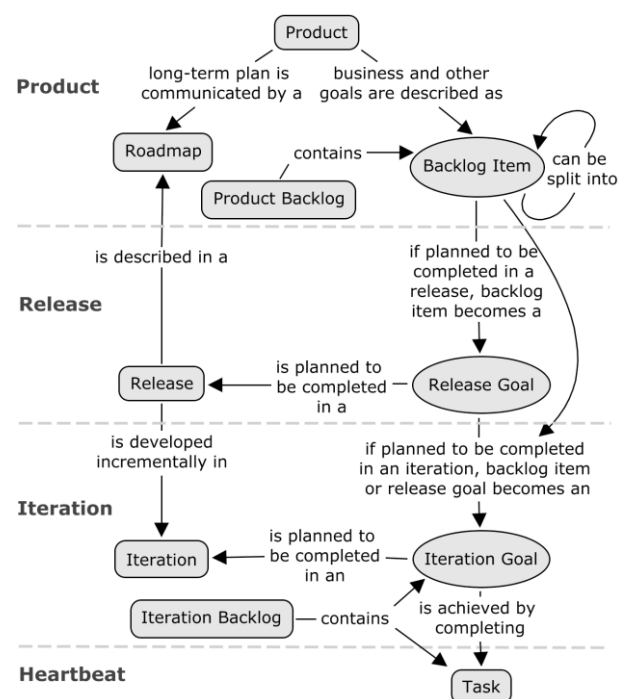 Product
Product
long-term plan is
communicated by a
business and other
goals are described as
Roadmap
contains
Backlog Item
can be
split into
Product Backlog
is described in a
if planned to be
completed in a
release, backlog
item becomes a
Release
Release
is planned to
be completed
in a
Release Goal
is developed
incrementally in
if planned to be completed
in an iteration, backlog item
or release goal becomes an
Iteration
Iteration
is planned to
be completed
in an
Iteration Goal
Iteration Backlog
contains
is achieved by
completing
Heartbeat
Task